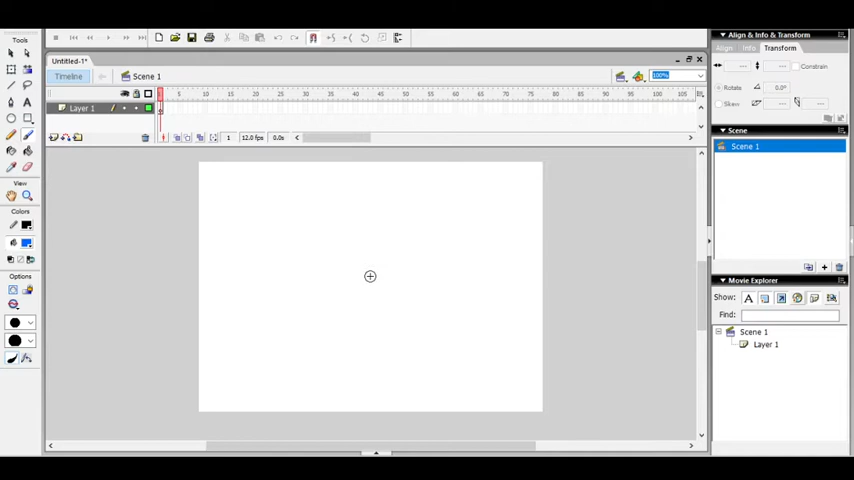 Tools
Untitled-1*
Timeline
Scene 1
100%
1 5 10 15 20 25 30 35 40 45 50 55 60 65 70 75 80 85 90 95 100 105
Layer 1
1 12.0 fps 0.0s
View
Colors
Options
Align & Info & Transform
Align Info Transform
Constrain
Rotate 0.0°
Skew
Scene
Scene 1
Movie Explorer
Show:
Find:
Scene 1
Layer 1